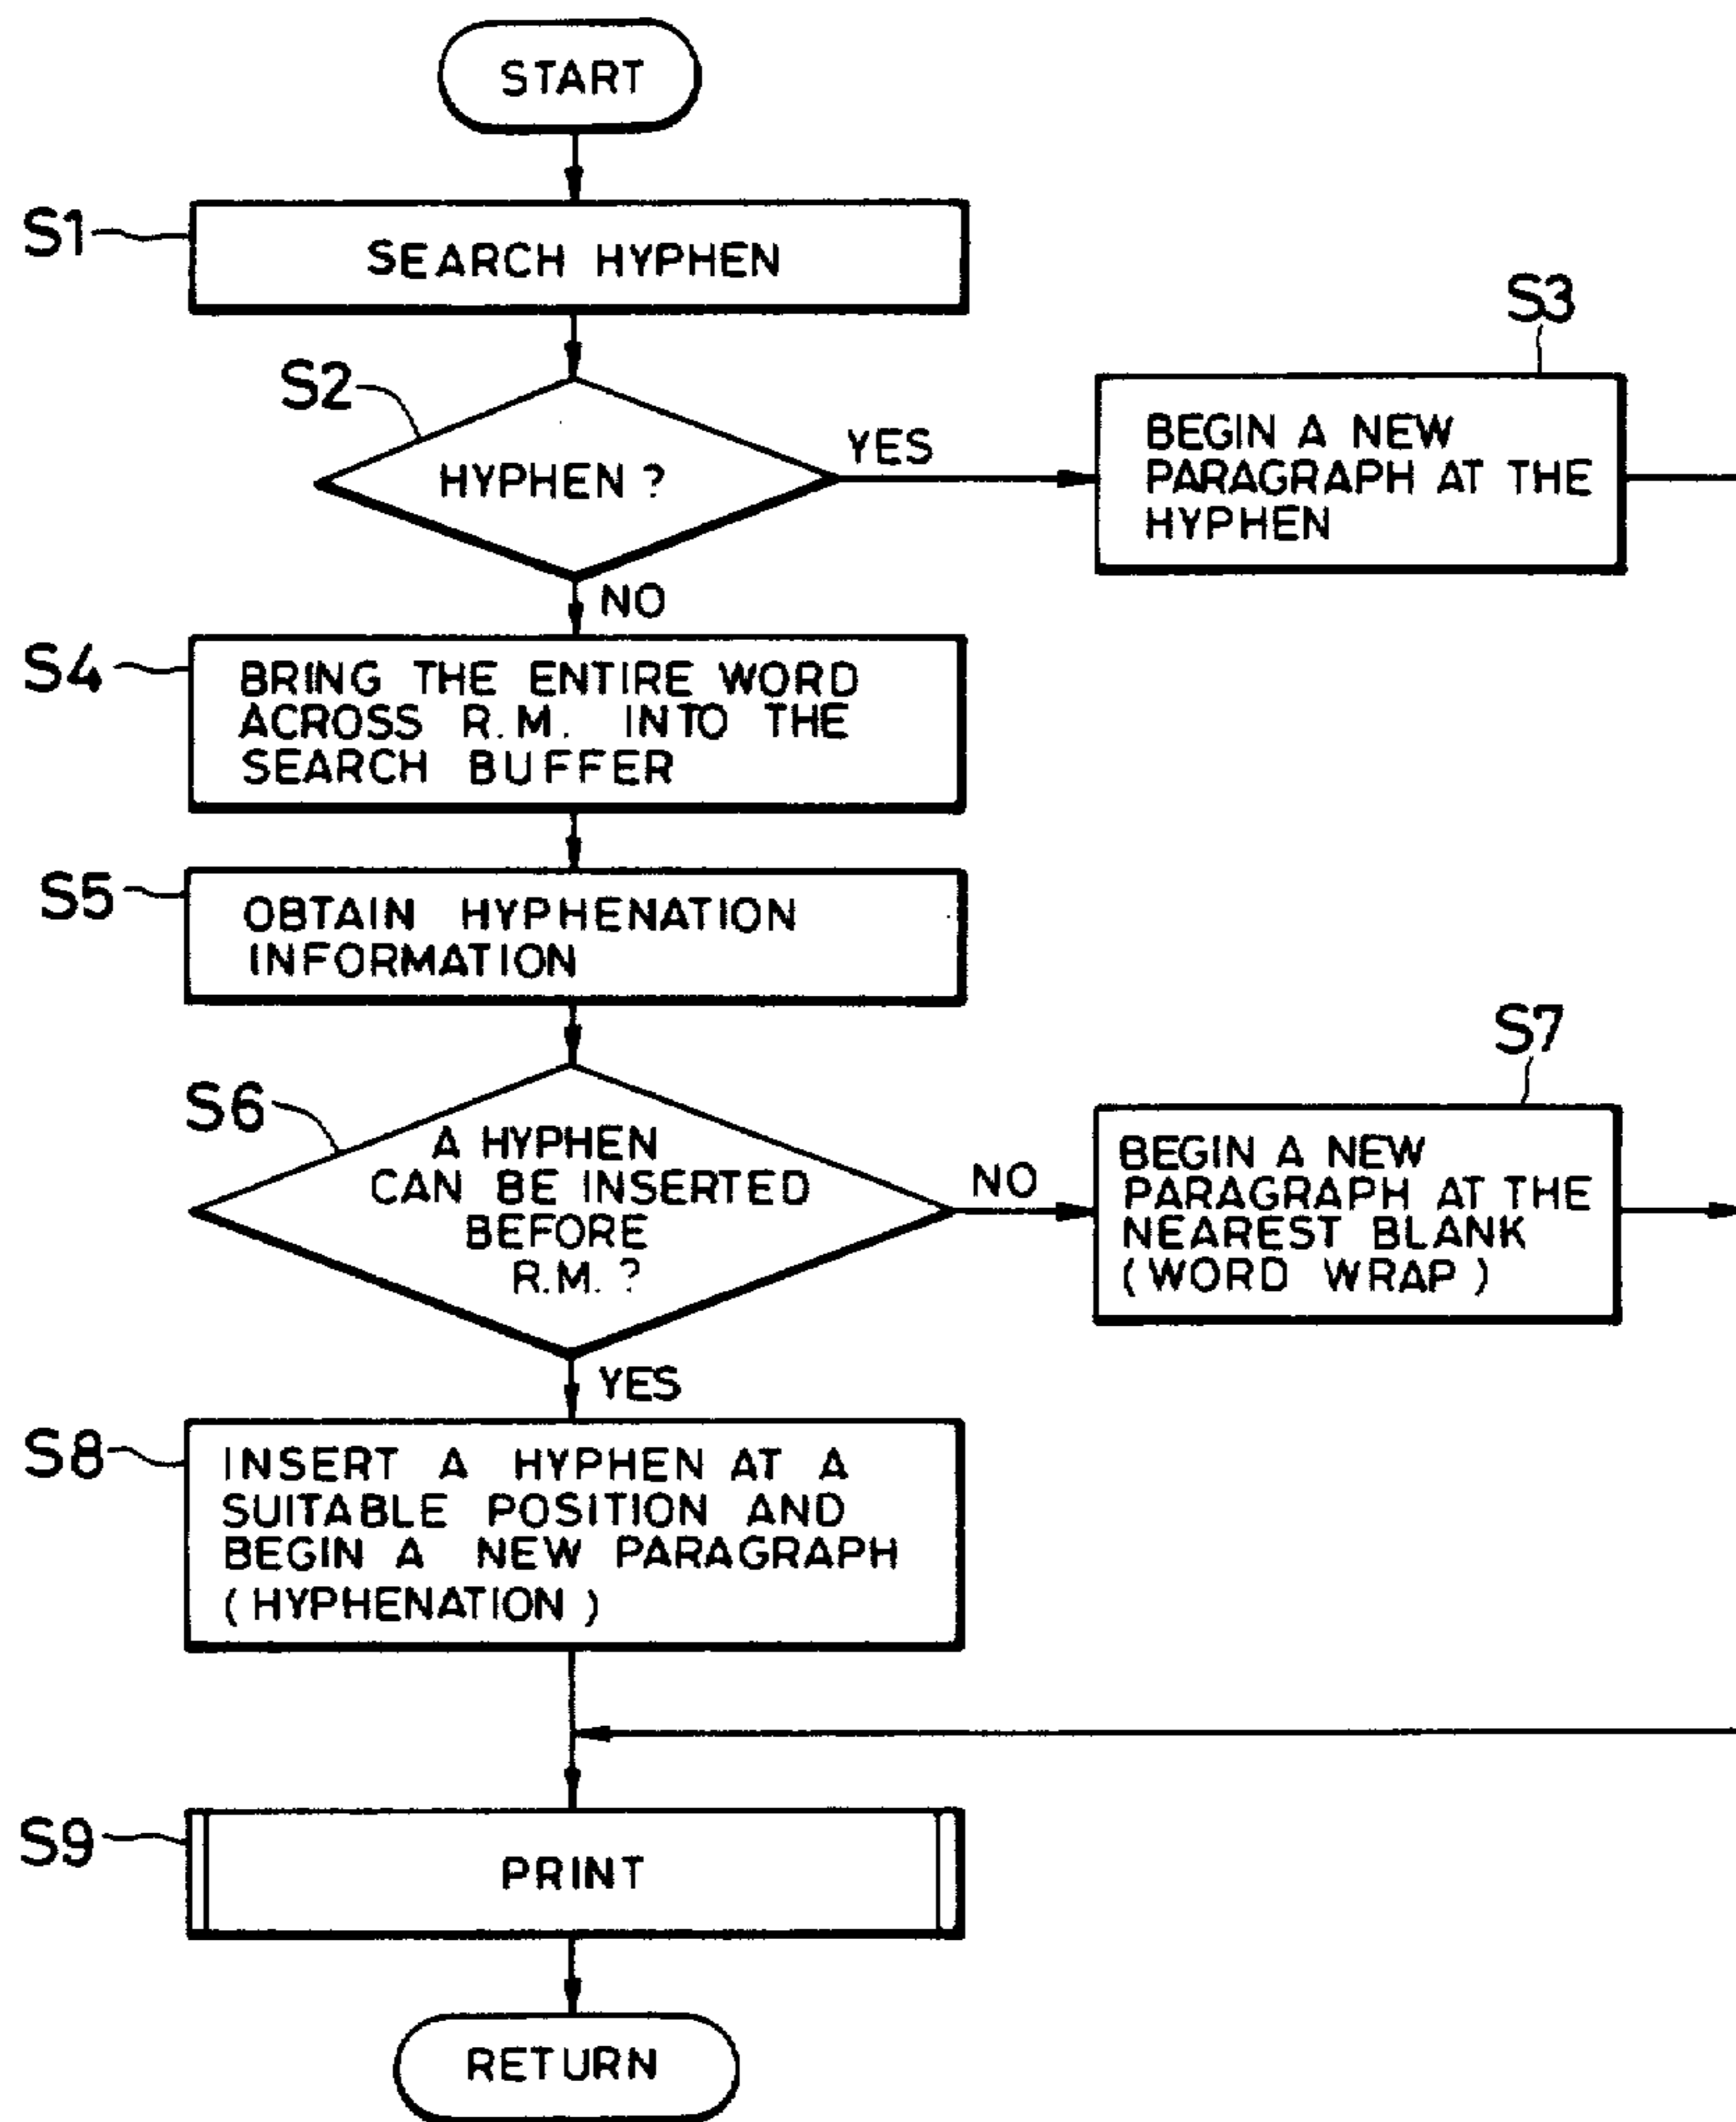 START
S1
SEARCH HYPHEN
S2
HYPHEN ?
YES
S3
BEGIN A NEW
PARAGRAPH AT THE
HYPHEN
NO
S4
BRING THE ENTIRE WORD
ACROSS R.M. INTO THE
SEARCH BUFFER
S5
OBTAIN HYPHENATION
INFORMATION
S6
A HYPHEN
CAN BE INSERTED
BEFORE
R.M. ?
NO
S7
BEGIN A NEW
PARAGRAPH AT THE
NEAREST BLANK
( WORD WRAP )
YES
S8
INSERT A HYPHEN AT A
SUITABLE POSITION AND
BEGIN A NEW PARAGRAPH
( HYPHENATION )
S9
PRINT
RETURN